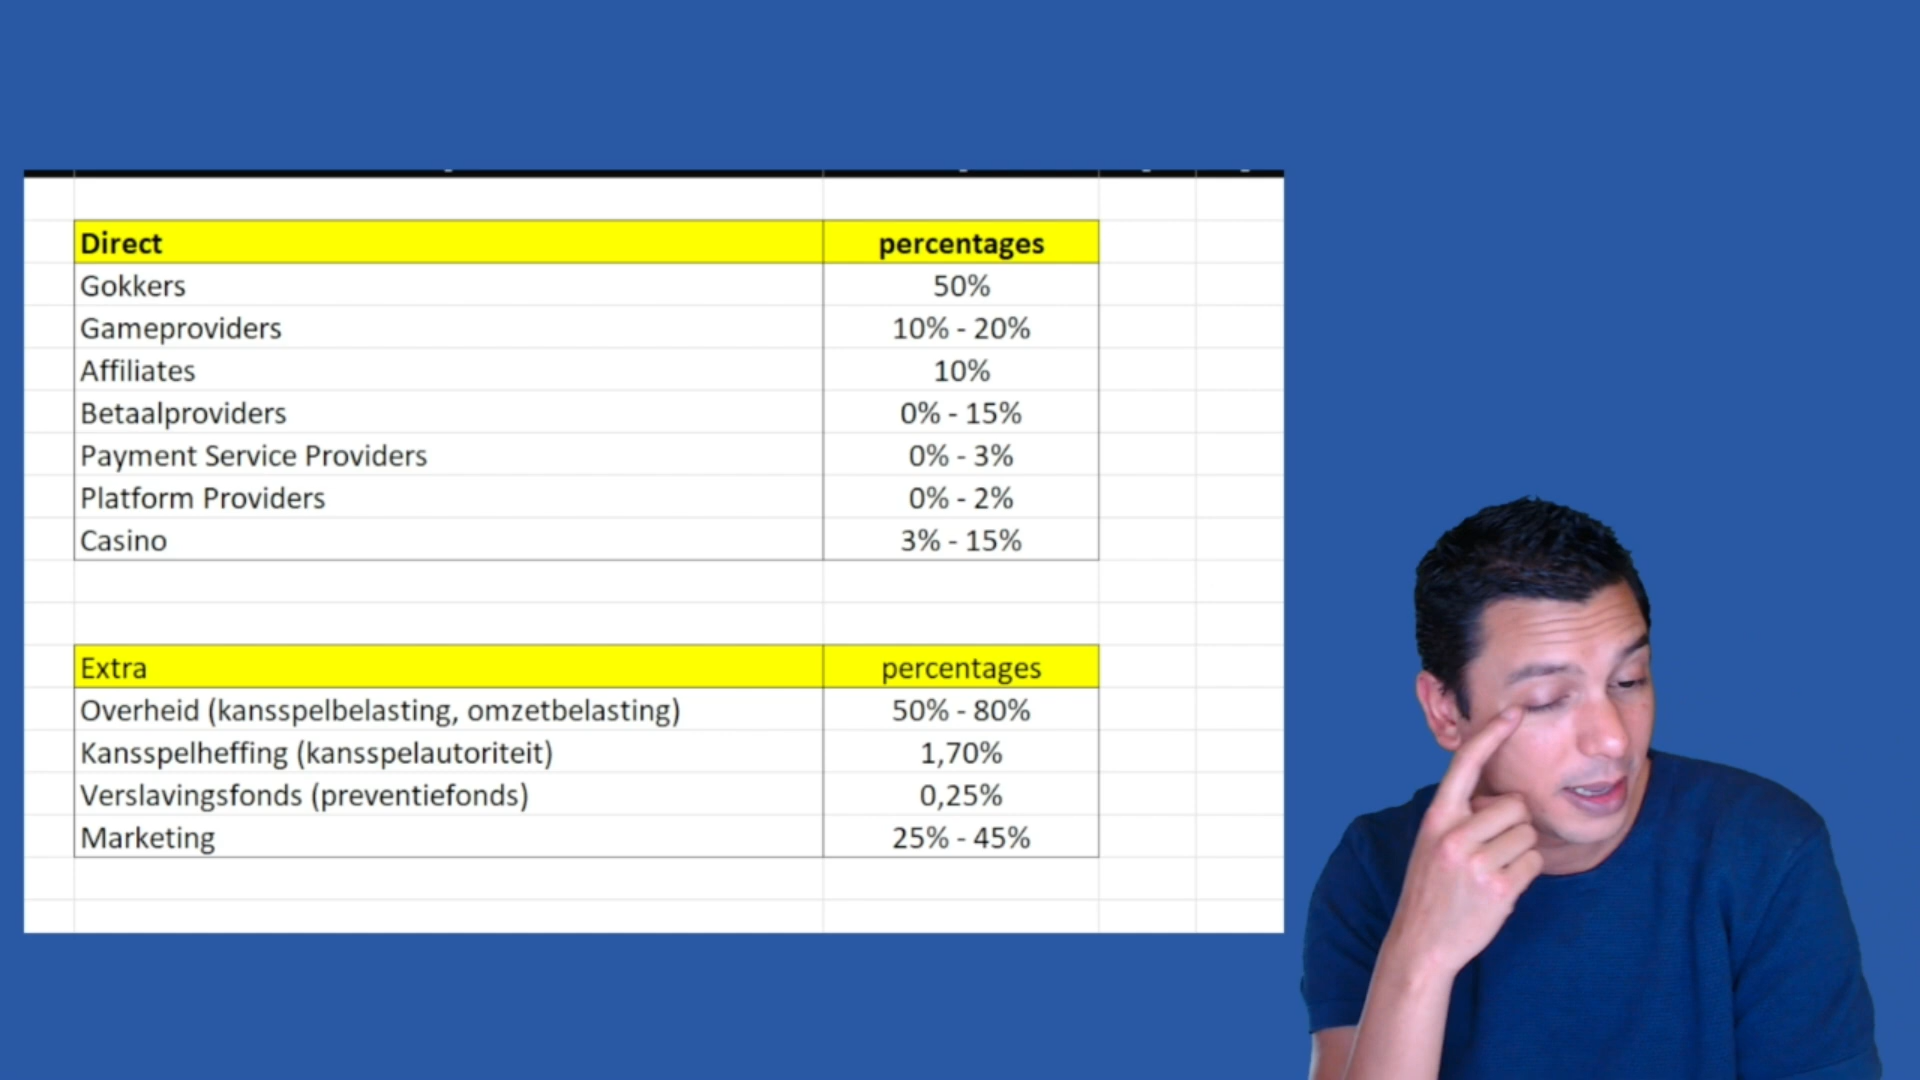 Direct percentages
Gokkers 50%
Gameproviders 10% - 20%
Affiliates 10%
Betaalproviders 0% - 15%
Payment Service Providers 0% - 3%
Platform Providers 0% - 2%
Casino 3% - 15%
Extra percentages
Overheid (kansspelbelasting, omzetbelasting) 50% - 80%
Kansspelheffing (kansspelautoriteit) 1,70%
Verslavingsfonds (preventiefonds) 0,25%
Marketing 25% - 45%